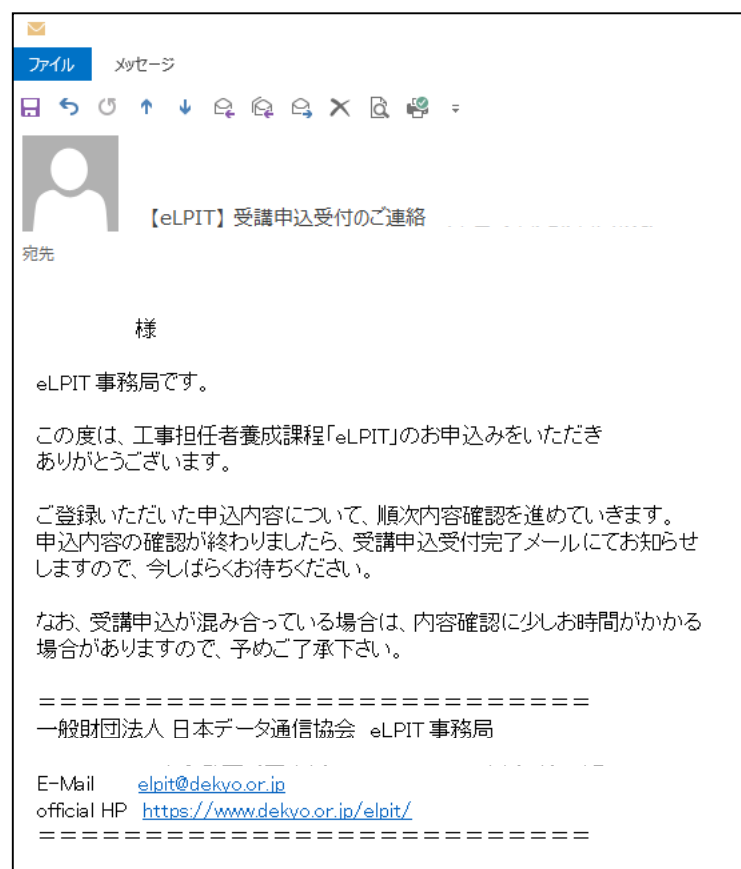 ファイル メッセージ
【eLPIT】受講申込受付のご連絡
宛先
様
eLPIT 事務局です。
この度は、工事担任者養成課程「eLPIT」のお申込みをいただき
ありがとうございます。
ご登録いただいた申込内容について、順次内容確認を進めていきます。
申込内容の確認が終わりましたら、受講申込受付完了メールにてお知らせ
しますので、今しばらくお待ちください。
なお、受講申込が混み合っている場合は、内容確認に少しお時間がかかる
場合がありますので、予めご了承下さい。
==========================
一般財団法人 日本データ通信協会 eLPIT 事務局
E-Mail elpit@dekyo.or.jp
official HP https://www.dekyo.or.jp/elpit/
==========================